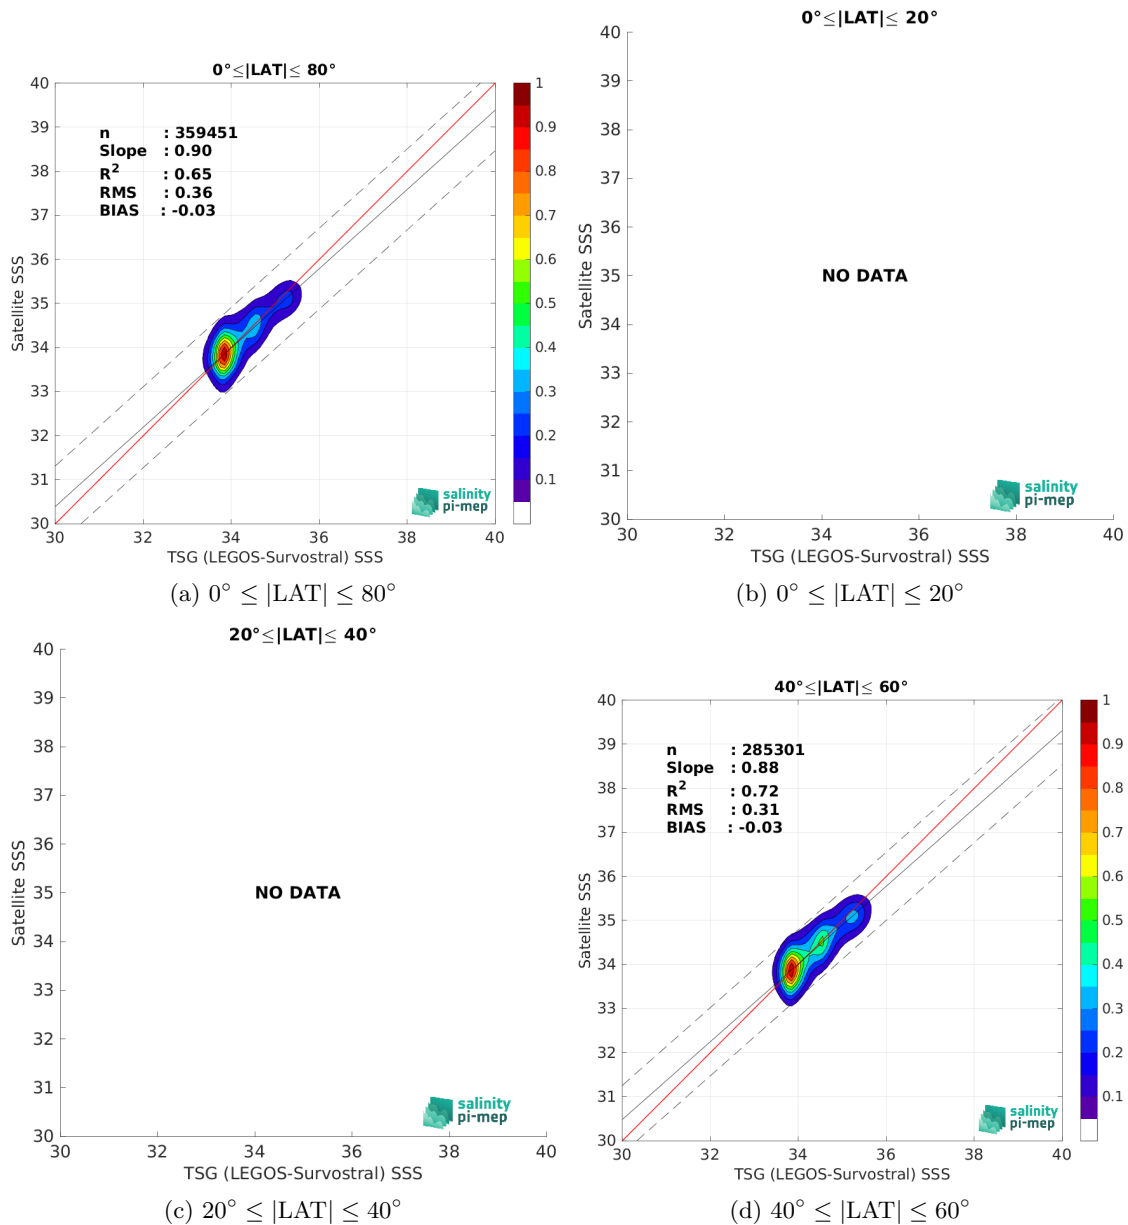 0°≤|LAT|≤ 80°
40
39
38
37
36
35
34
33
32
31
30
Satellite SSS
n : 359451
Slope : 0.90
R² : 0.65
RMS : 0.36
BIAS : -0.03
1
0.9
0.8
0.7
0.6
0.5
0.4
0.3
0.2
0.1
salinity
pi-mep
30 32 34 36 38 40
TSG (LEGOS-Survostral) SSS
(a) 0° ≤ |LAT| ≤ 80°
0°≤|LAT|≤ 20°
40
39
38
37
36
35
34
33
32
31
30
Satellite SSS
NO DATA
salinity
pi-mep
30 32 34 36 38 40
TSG (LEGOS-Survostral) SSS
(b) 0° ≤ |LAT| ≤ 20°
20°≤|LAT|≤ 40°
40
39
38
37
36
35
34
33
32
31
30
Satellite SSS
NO DATA
salinity
pi-mep
30 32 34 36 38 40
TSG (LEGOS-Survostral) SSS
(c) 20° ≤ |LAT| ≤ 40°
40°≤|LAT|≤ 60°
40
39
38
37
36
35
34
33
32
31
30
Satellite SSS
n : 285301
Slope : 0.88
R² : 0.72
RMS : 0.31
BIAS : -0.03
1
0.9
0.8
0.7
0.6
0.5
0.4
0.3
0.2
0.1
salinity
pi-mep
30 32 34 36 38 40
TSG (LEGOS-Survostral) SSS
(d) 40° ≤ |LAT| ≤ 60°